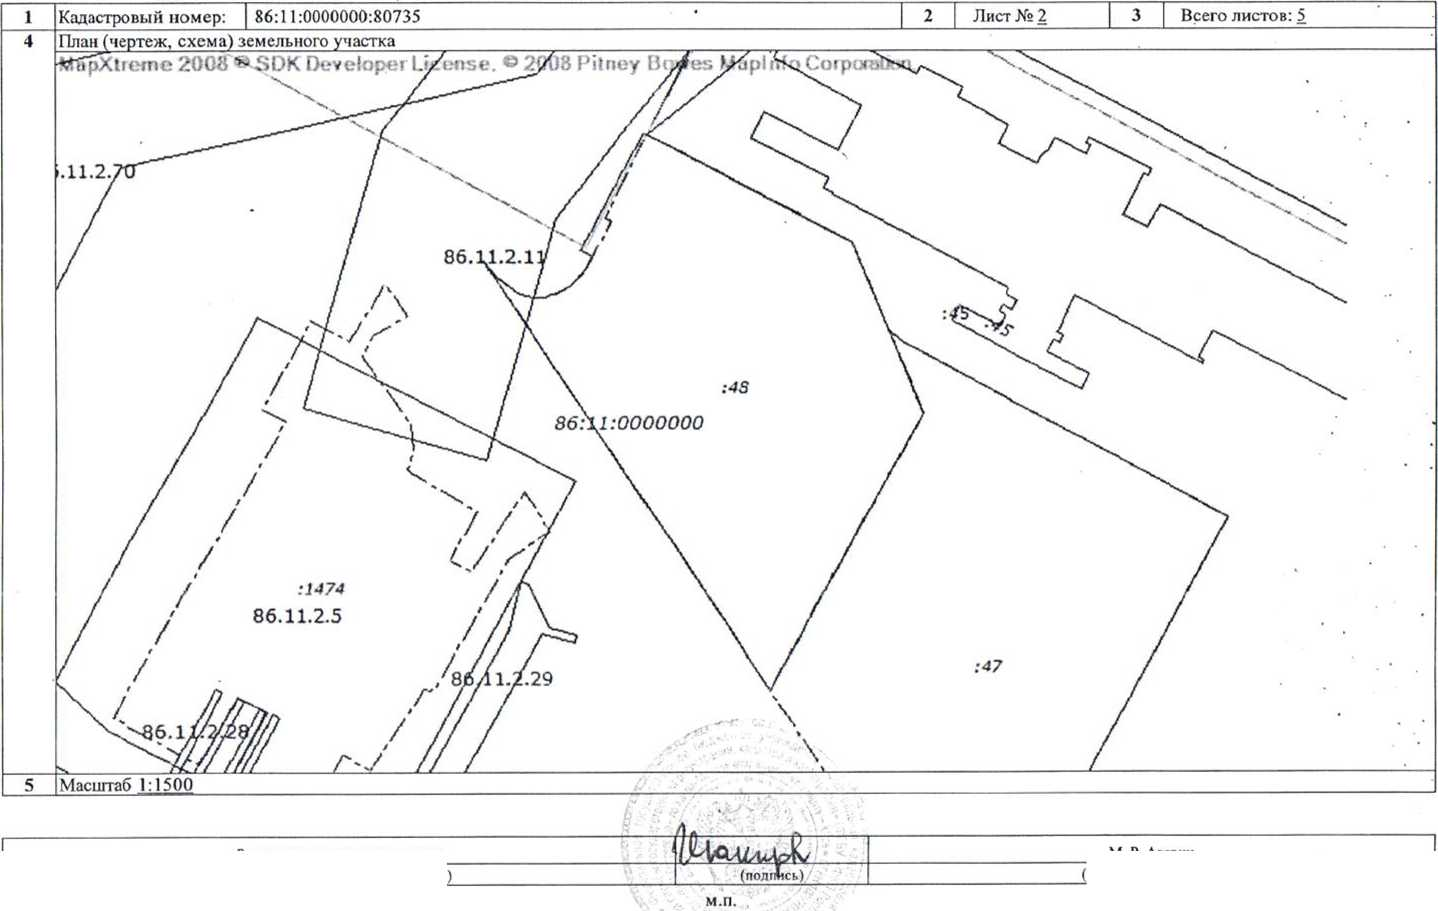 1 Кадастровый номер: 86:11:0000000:80735 2 Лист № 2 3 Всего листов: 5
4 План (чертеж, схема) земельного участка
MapXtreme 2008 ® SDK Developer License. © 2008 Pitney Bowes MapInfo Corporation
.11.2.70
86.11.2.11
:45
:45
:48
86:11:0000000
:1474
86.11.2.5
:47
86.11.2.29
86.11.2.28
5 Масштаб 1:1500
(подпись)
м.п.